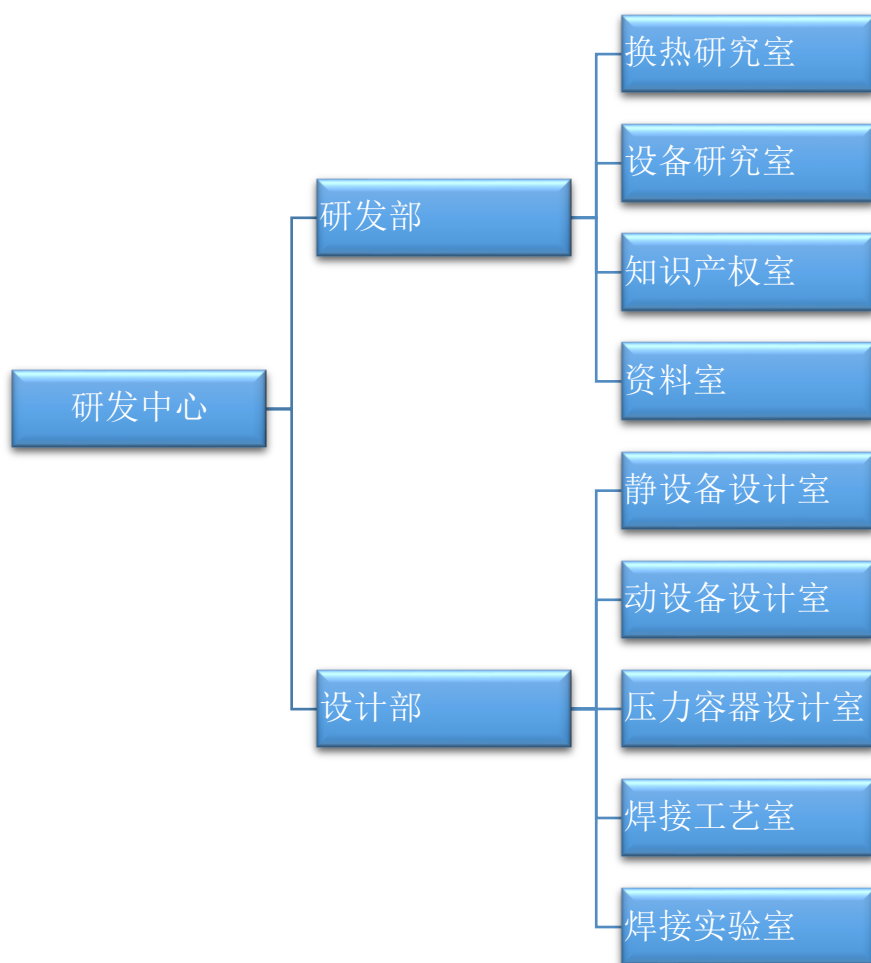 研发中心
研发部
换热研究室
设备研究室
知识产权室
资料室
设计部
静设备设计室
动设备设计室
压力容器设计室
焊接工艺室
焊接实验室